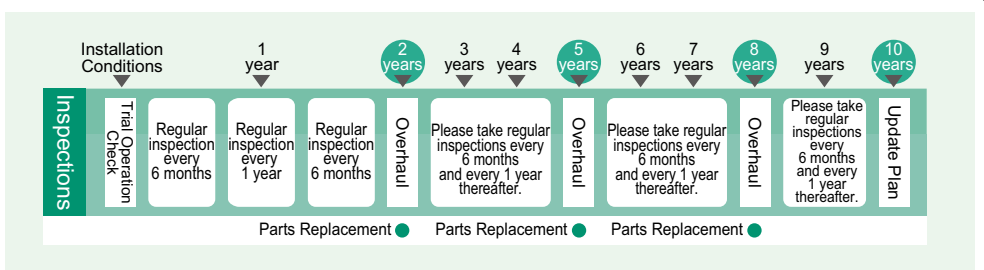 Installation
Conditions
1
year
2
years
3
years
4
years
5
years
6
years
7
years
8
years
9
years
10
years
Inspections
Trial Operation
Check
Regular
inspection
every
6 months
Regular
inspection
every
1 year
Regular
inspection
every
6 months
Overhaul
Please take regular
inspections every
6 months
and every 1 year
thereafter.
Overhaul
Please take regular
inspections every
6 months
and every 1 year
thereafter.
Overhaul
Please take
regular
inspections
every
6 months
and every
1 year
thereafter.
Update Plan
Parts Replacement
Parts Replacement
Parts Replacement